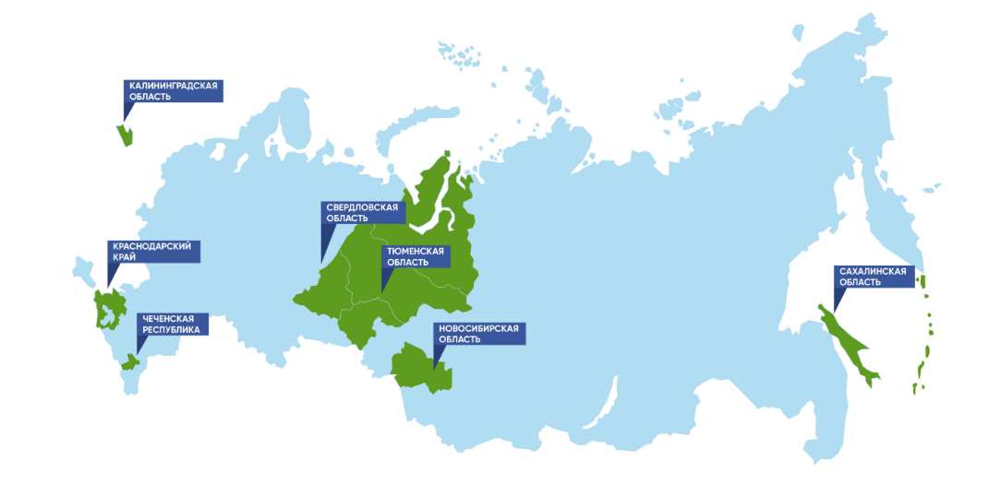 КАЛИНИНГРАДСКАЯ
ОБЛАСТЬ
СВЕРДЛОВСКАЯ
ОБЛАСТЬ
КРАСНОДАРСКИЙ
КРАЙ
ТЮМЕНСКАЯ
ОБЛАСТЬ
САХАЛИНСКАЯ
ОБЛАСТЬ
ЧЕЧЕНСКАЯ
РЕСПУБЛИКА
НОВОСИБИРСКАЯ
ОБЛАСТЬ